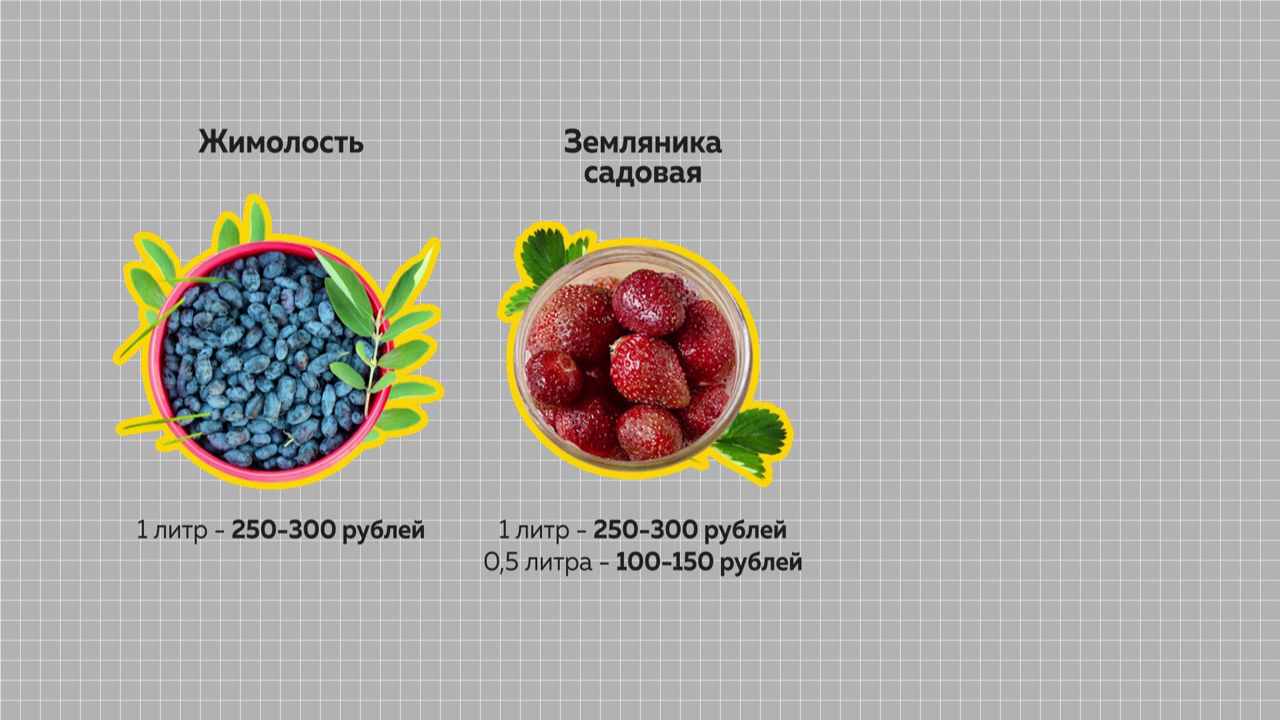 Жимолость
1 литр - 250-300 рублей
Земляника
садовая
1 литр - 250-300 рублей
0,5 литра - 100-150 рублей